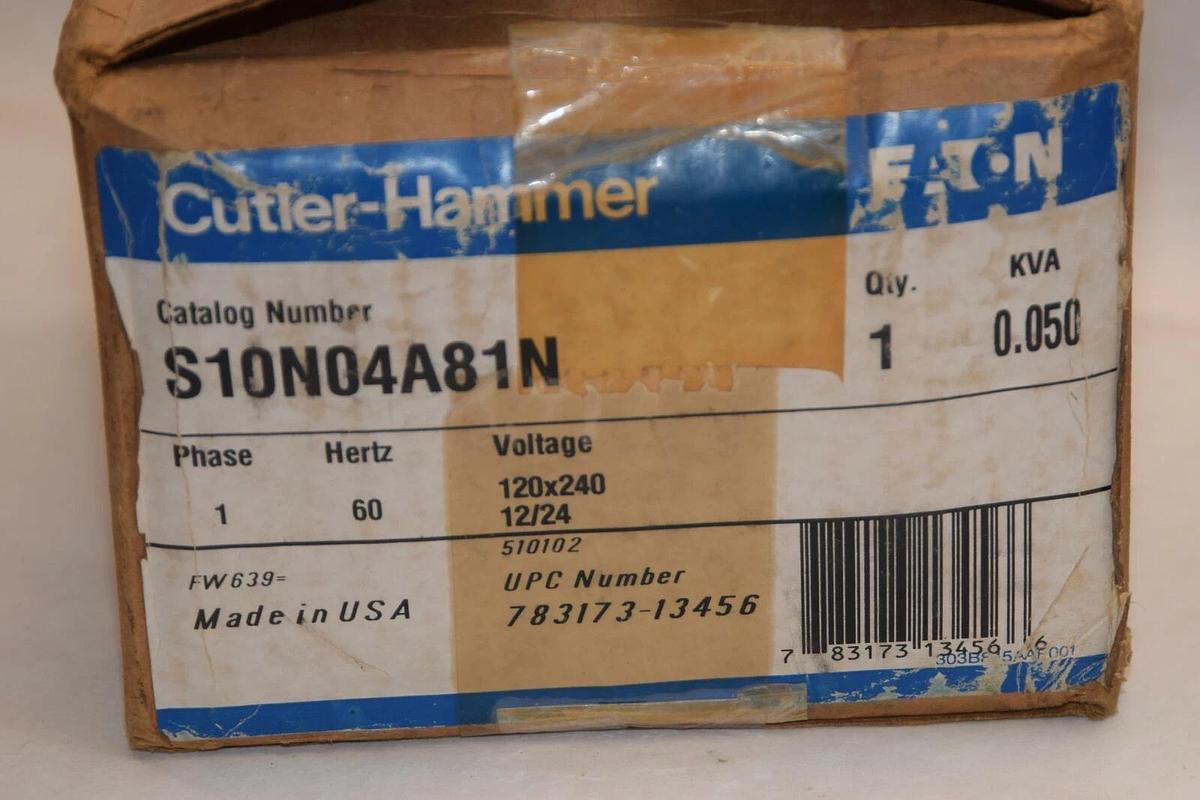 Cutler-Hammer
EATON
Catalog Number
S10N04A81N
Qty.
KVA
1
0.050
Phase
Hertz
Voltage
1
60
120x240
12/24
510102
FW639=
UPC Number
Made in USA
783173-13456
7 83173 13456 6